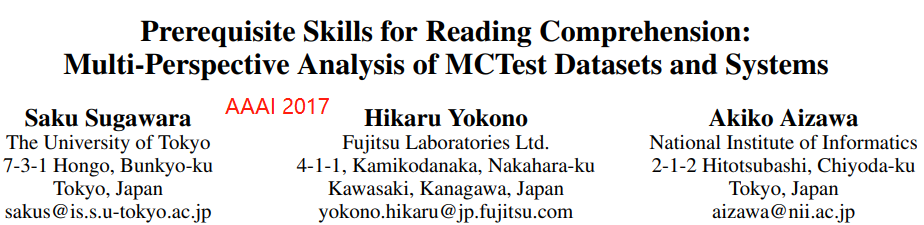 Prerequisite Skills for Reading Comprehension:
Multi-Perspective Analysis of MCTest Datasets and Systems
AAAI 2017
Saku Sugawara
The University of Tokyo
7-3-1 Hongo, Bunkyo-ku
Tokyo, Japan
sakus@is.s.u-tokyo.ac.jp
Hikaru Yokono
Fujitsu Laboratories Ltd.
4-1-1, Kamikodanaka, Nakahara-ku
Kawasaki, Kanagawa, Japan
yokono.hikaru@jp.fujitsu.com
Akiko Aizawa
National Institute of Informatics
2-1-2 Hitotsubashi, Chiyoda-ku
Tokyo, Japan
aizawa@nii.ac.jp